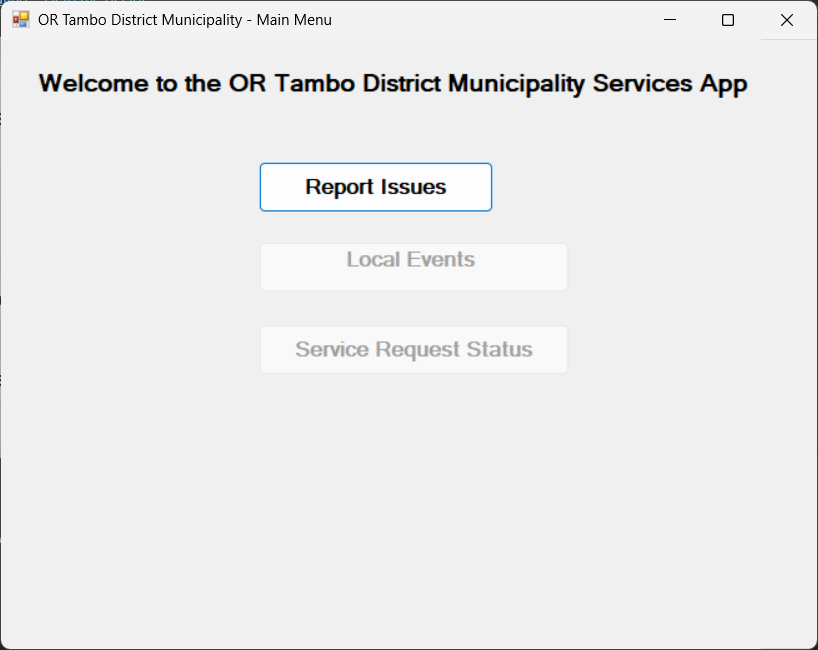 OR Tambo District Municipality - Main Menu
Welcome to the OR Tambo District Municipality Services App
Report Issues
Local Events
Service Request Status